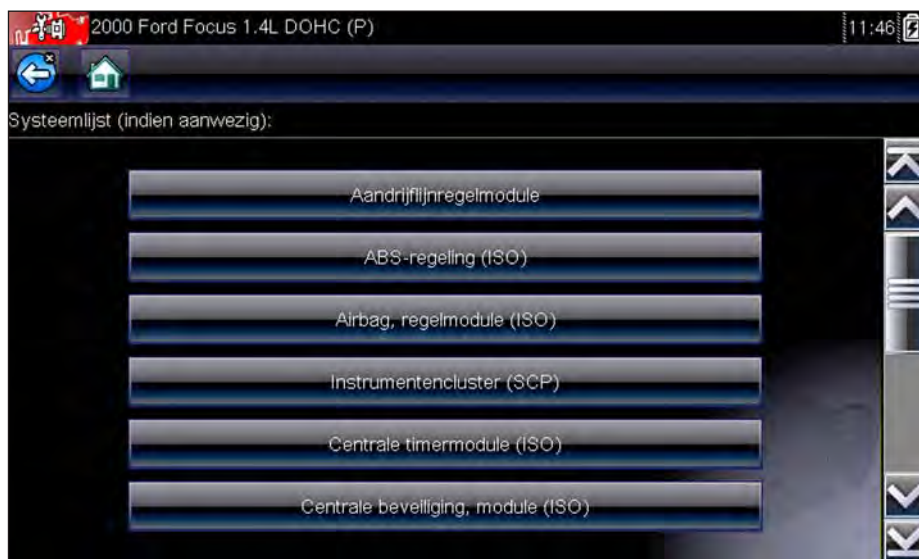 2000 Ford Focus 1.4L DOHC (P)
11:46
Systeemlijst (indien aanwezig):
Aandrijflijnregelmodule
ABS-regeling (ISO)
Airbag, regelmodule (ISO)
Instrumentencluster (SCP)
Centrale timermodule (ISO)
Centrale beveiliging, module (ISO)